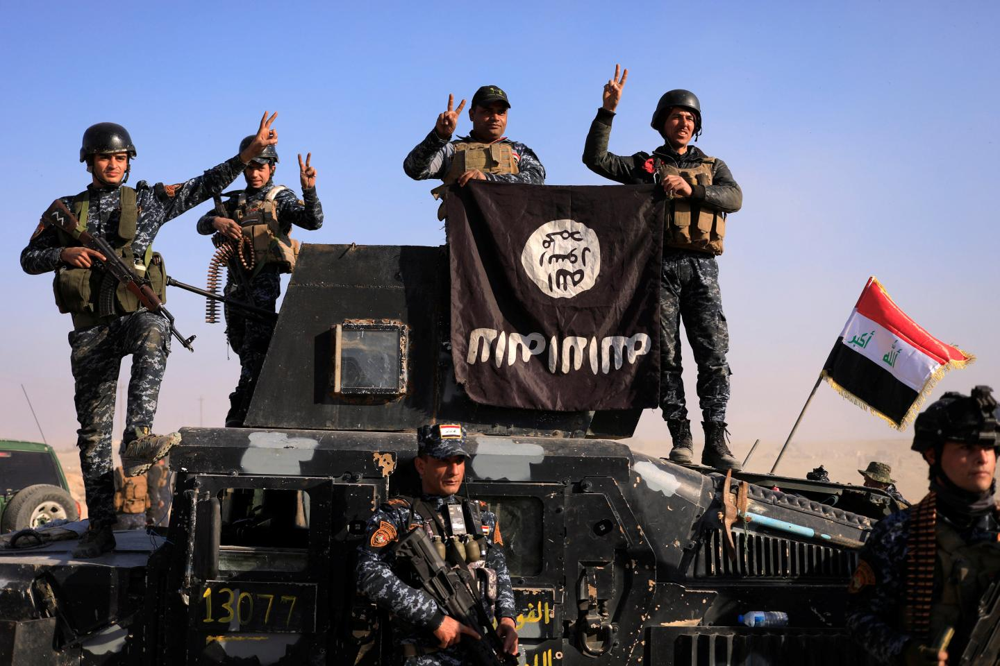 لا اله الا الله
الله
رسول
محمد
الله أكبر
13077